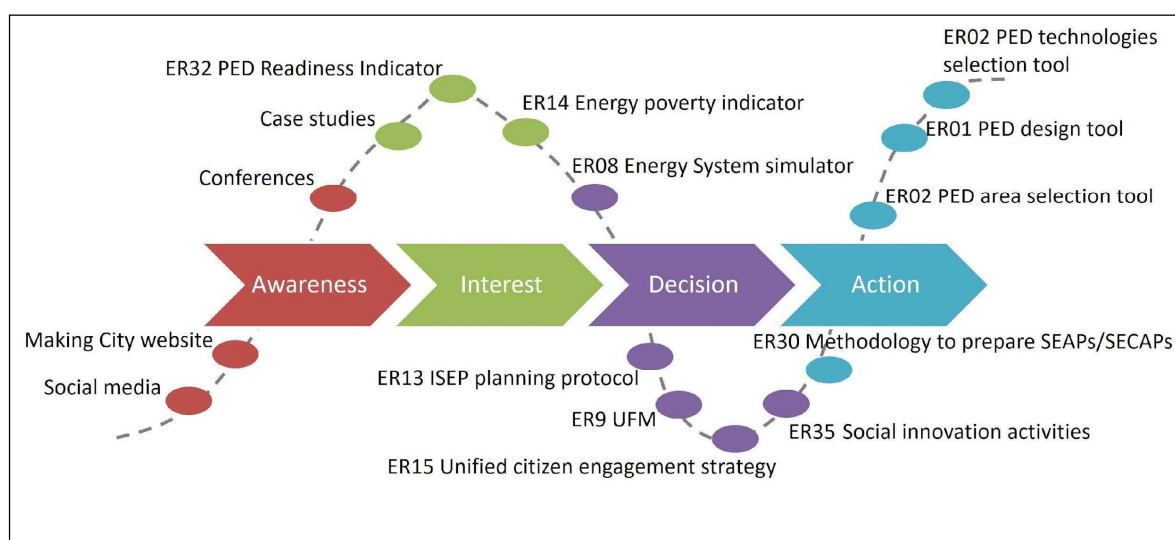 ER02 PED technologies
selection tool
ER32 PED Readiness Indicator
ER14 Energy poverty indicator
Case studies
ER01 PED design tool
ER08 Energy System simulator
Conferences
ER02 PED area selection tool
Awareness
Interest
Decision
Action
Making City website
ER30 Methodology to prepare SEAPs/SECAPs
ER13 ISEP planning protocol
Social media
ER9 UFM
ER35 Social innovation activities
ER15 Unified citizen engagement strategy